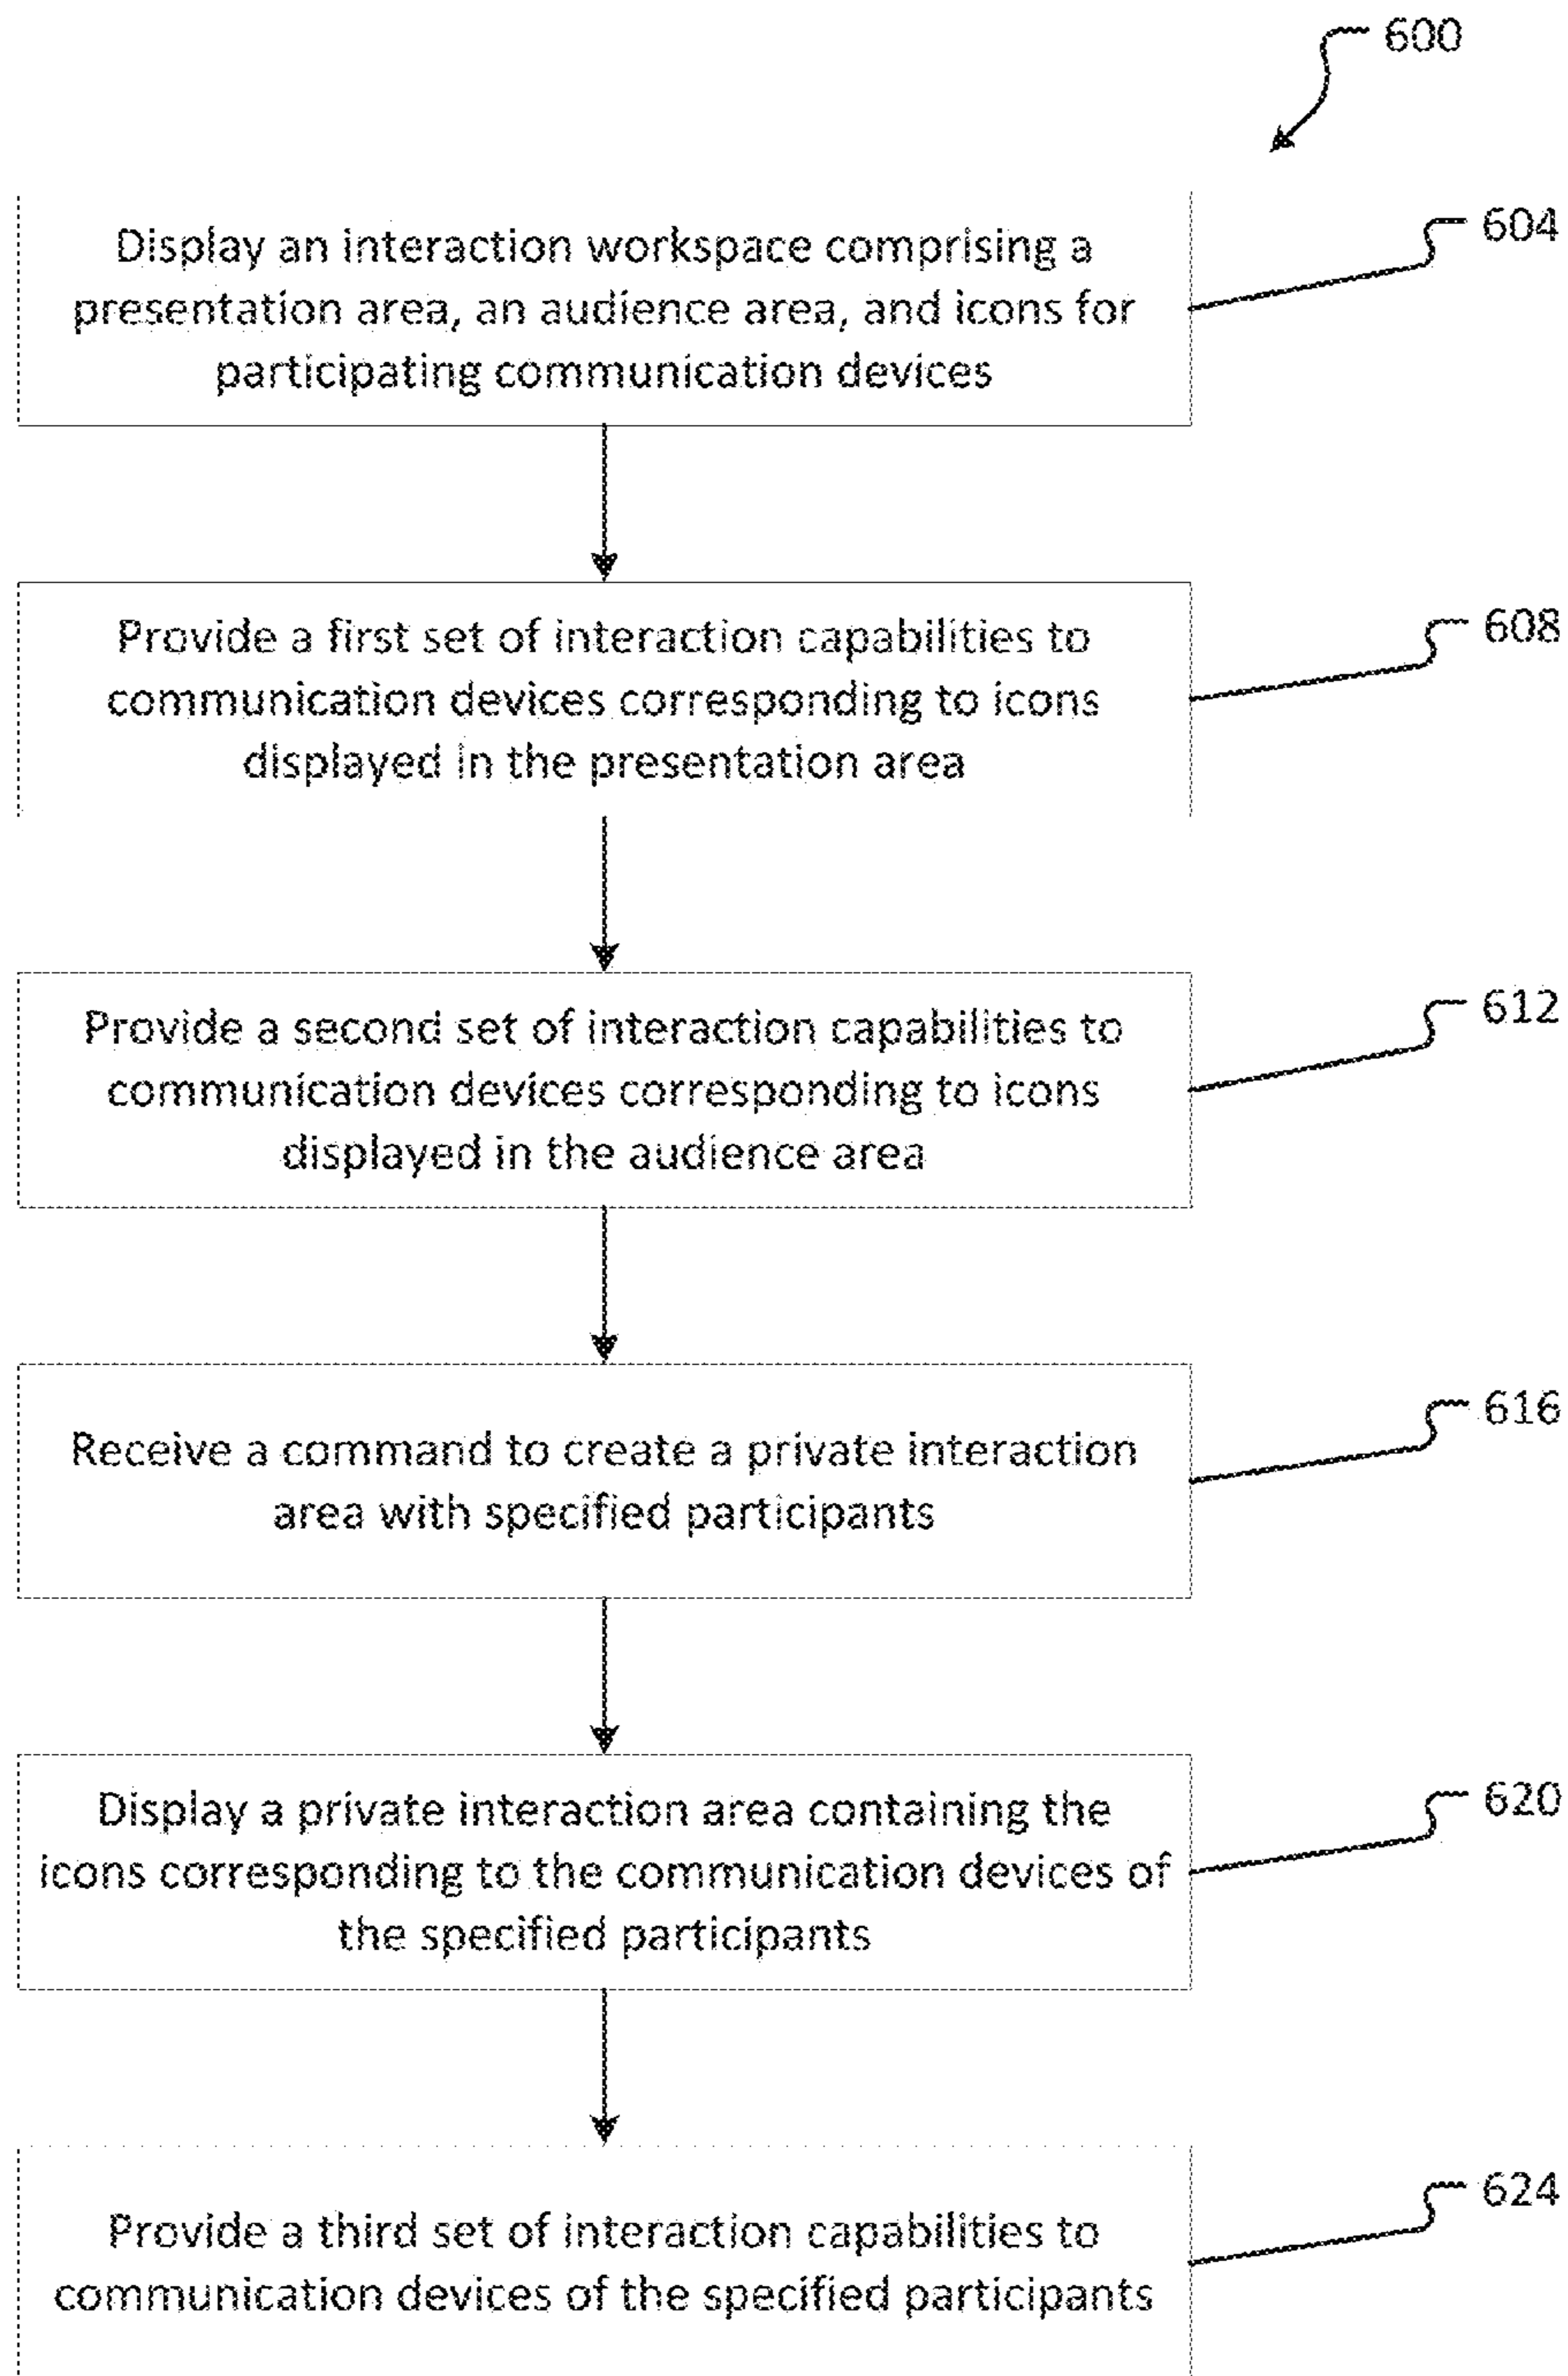 600
Display an interaction workspace comprising a
presentation area, an audience area, and icons for
participating communication devices
604
Provide a first set of interaction capabilities to
communication devices corresponding to icons
displayed in the presentation area
608
Provide a second set of interaction capabilities to
communication devices corresponding to icons
displayed in the audience area
612
Receive a command to create a private interaction
area with specified participants
616
Display a private interaction area containing the
icons corresponding to the communication devices of
the specified participants
620
Provide a third set of interaction capabilities to
communication devices of the specified participants
624